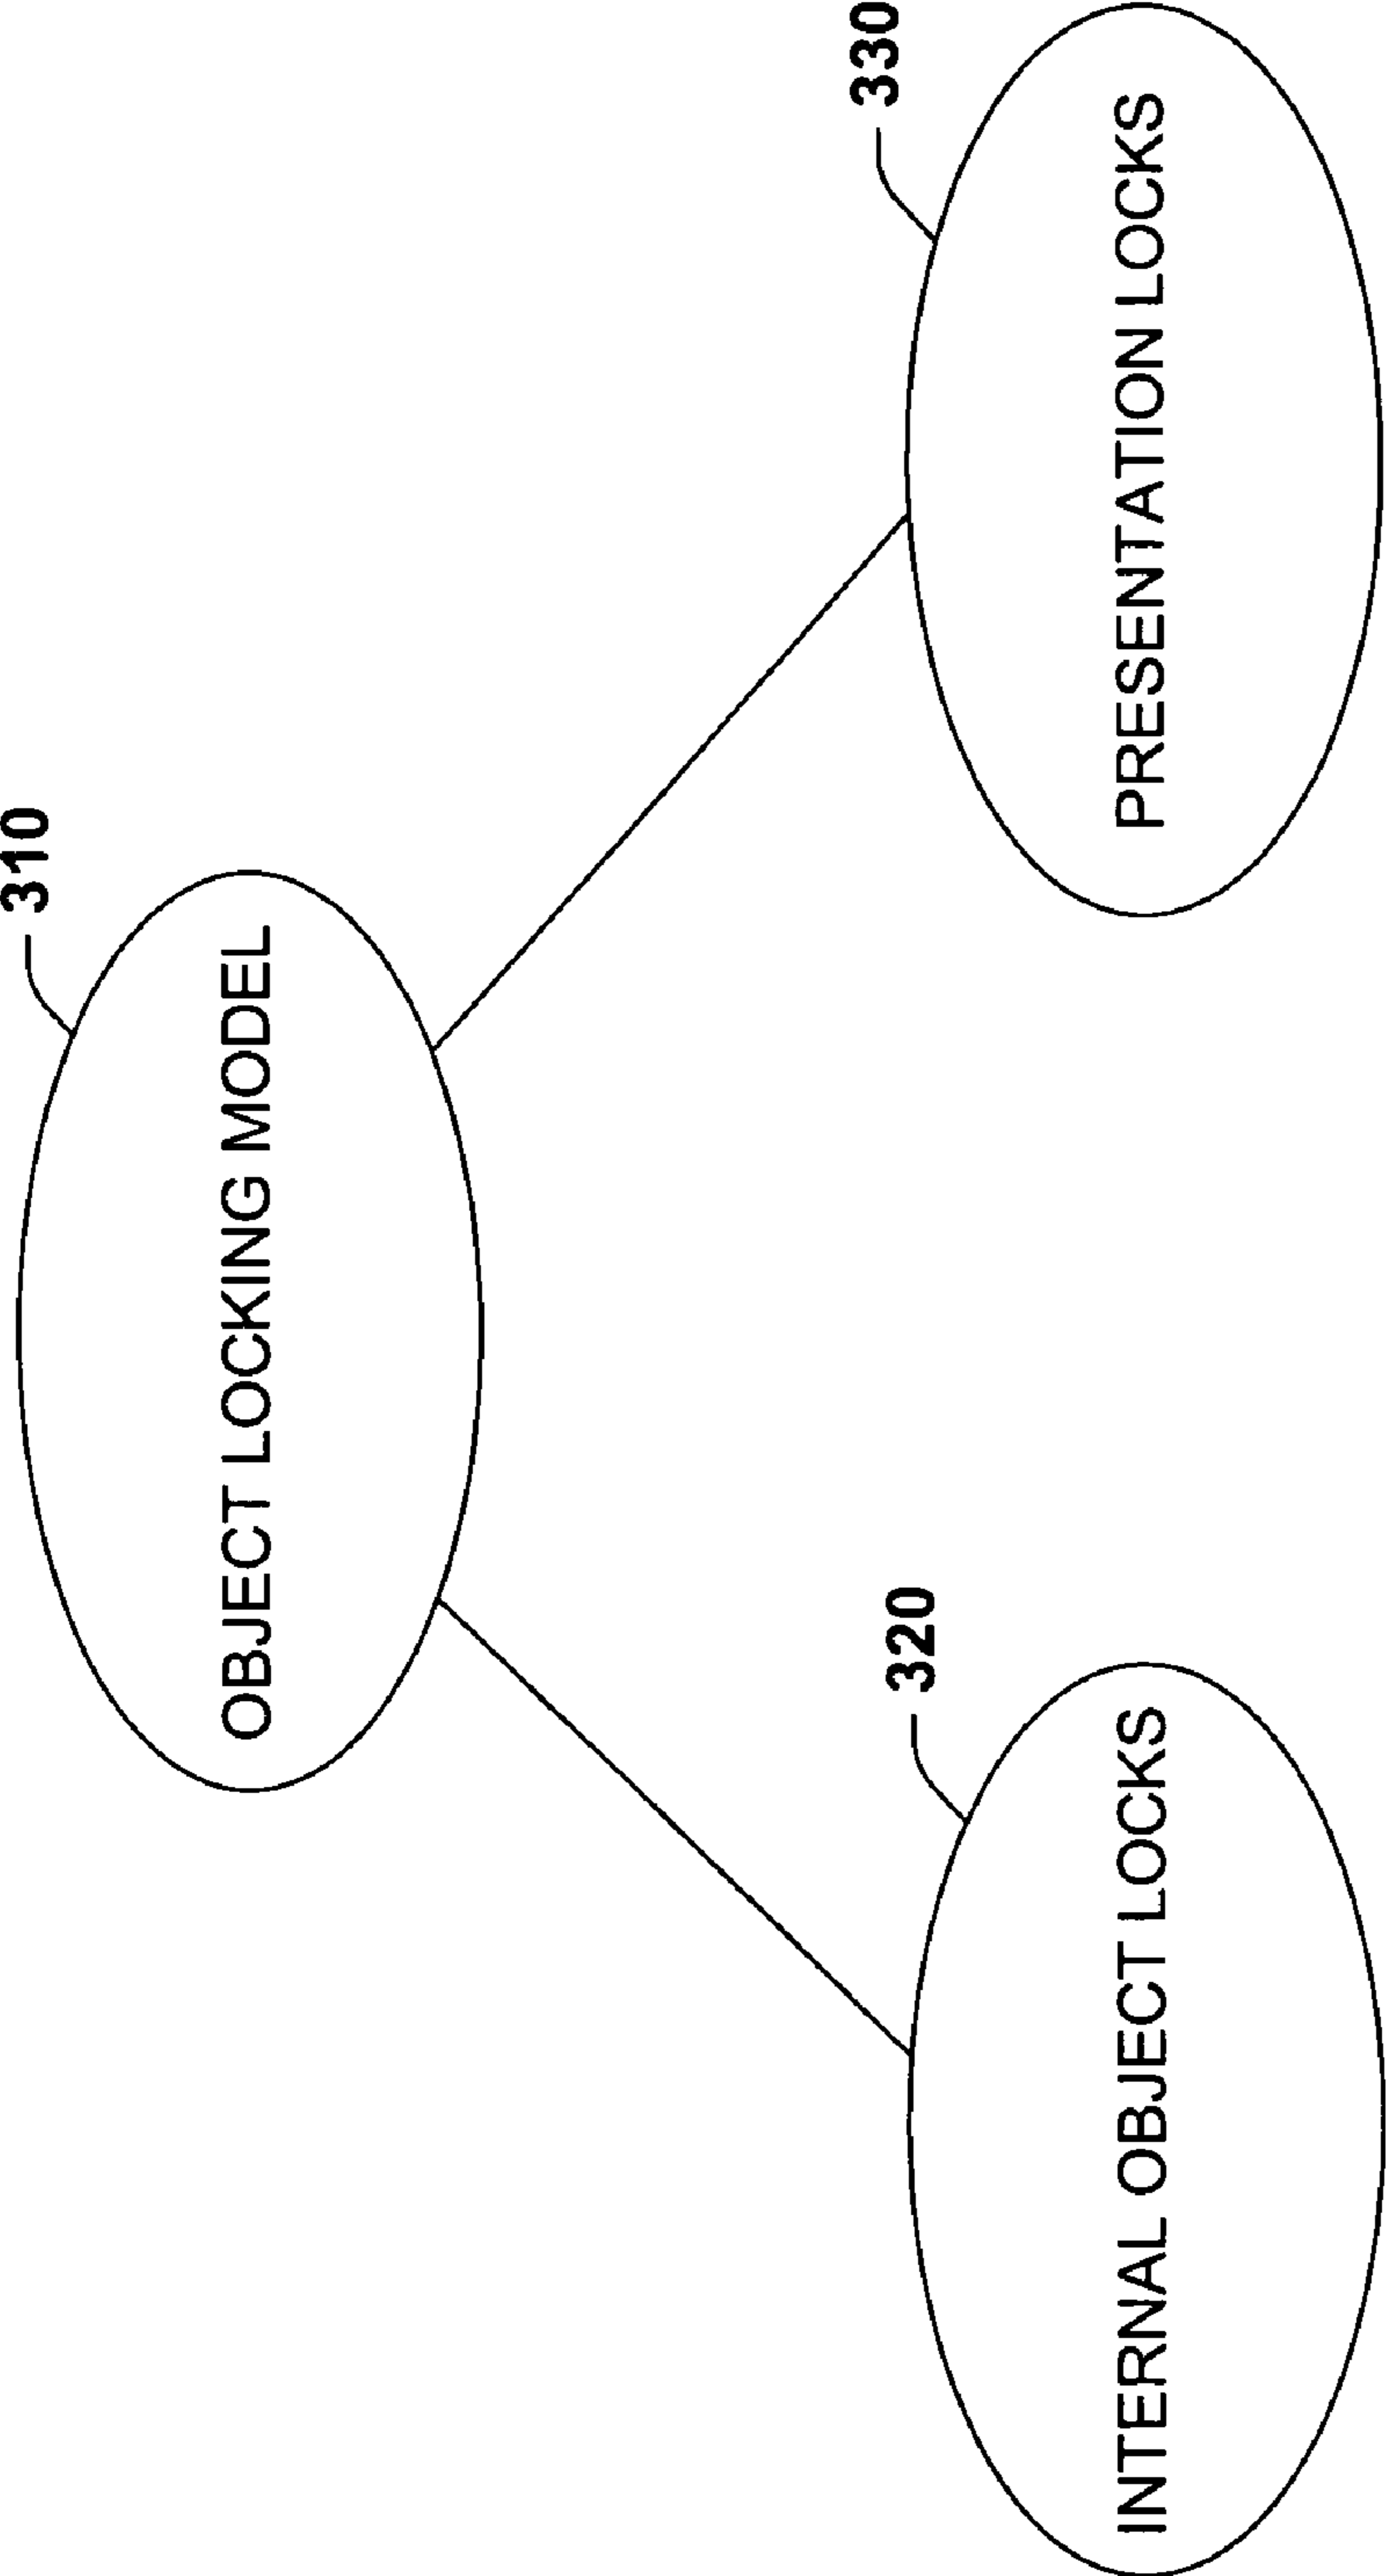 310
OBJECT LOCKING MODEL
320
INTERNAL OBJECT LOCKS
330
PRESENTATION LOCKS